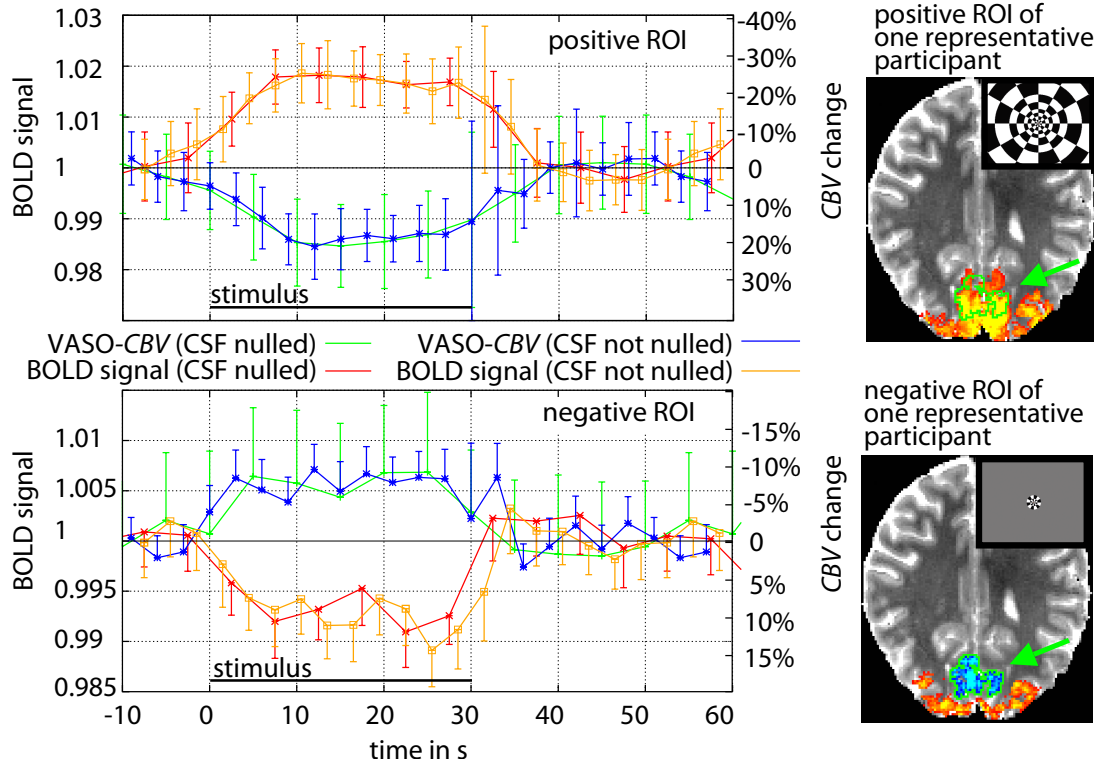 1.03
1.02
1.01
1
0.99
0.98
BOLD signal
positive ROI
stimulus
-40%
-30%
-20%
-10%
0
10%
20%
30%
CBV change
positive ROI of
one representative
participant
VASO-CBV (CSF nulled)
VASO-CBV (CSF not nulled)
BOLD signal (CSF nulled)
BOLD signal (CSF not nulled)
1.01
1.005
1
0.995
0.99
0.985
BOLD signal
negative ROI
stimulus
-15%
-10%
-5%
0
5%
10%
15%
CBV change
-10
0
10
20
30
40
50
60
time in s
negative ROI of
one representative
participant